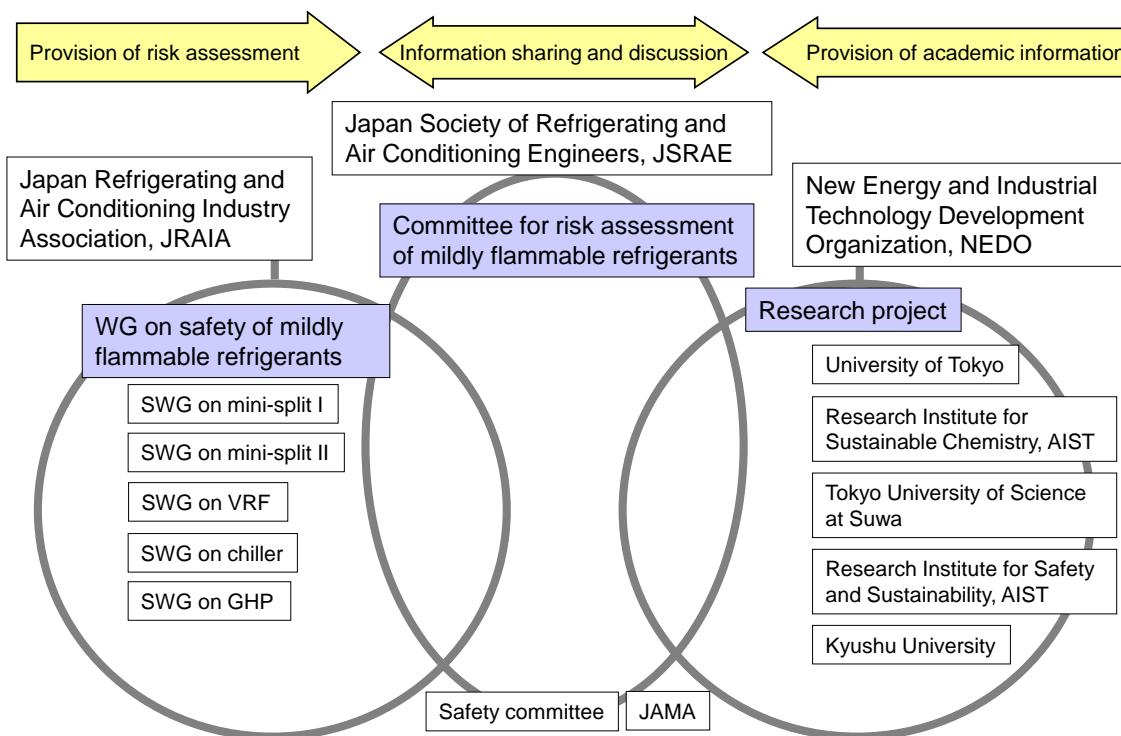 Provision of risk assessment
Information sharing and discussion
Provision of academic information
Japan Society of Refrigerating and
Air Conditioning Engineers, JSRAE
Japan Refrigerating and
Air Conditioning Industry
Association, JRAIA
New Energy and Industrial
Technology Development
Organization, NEDO
Committee for risk assessment
of mildly flammable refrigerants
WG on safety of mildly
flammable refrigerants
Research project
SWG on mini-split I
SWG on mini-split II
SWG on VRF
SWG on chiller
SWG on GHP
University of Tokyo
Research Institute for
Sustainable Chemistry, AIST
Tokyo University of Science
at Suwa
Research Institute for Safety
and Sustainability, AIST
Kyushu University
Safety committee
JAMA